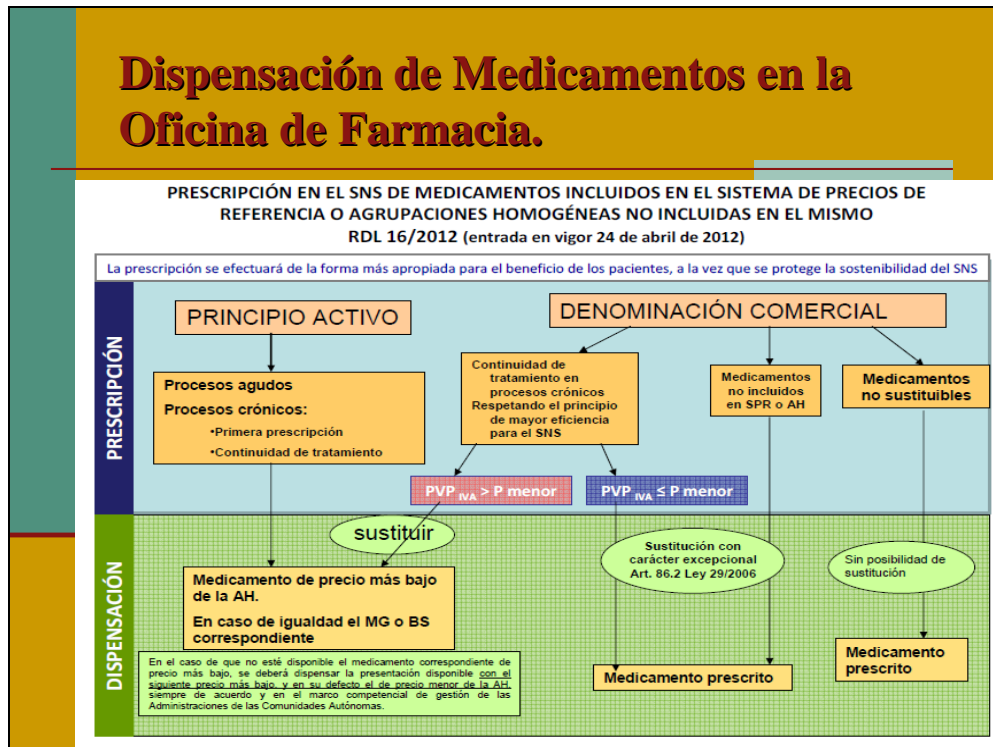 Dispensación de Medicamentos en la
Oficina de Farmacia.
PRESCRIPCIÓN EN EL SNS DE MEDICAMENTOS INCLUIDOS EN EL SISTEMA DE PRECIOS DE
REFERENCIA O AGRUPACIONES HOMOGÉNEAS NO INCLUIDAS EN EL MISMO
RDL 16/2012 (entrada en vigor 24 de abril de 2012)
La prescripción se efectuará de la forma más apropiada para el beneficio de los pacientes, a la vez que se protege la sostenibilidad del SNS
PRESCRIPCIÓN
PRINCIPIO ACTIVO
DENOMINACIÓN COMERCIAL
Procesos agudos
Procesos crónicos:
•Primera prescripción
•Continuidad de tratamiento
Continuidad de
tratamiento en
procesos crónicos
Respetando el principio
de mayor eficiencia
para el SNS
Medicamentos
no incluidos
en SPR o AH
Medicamentos
no sustituibles
PVP IVA > P menor
PVP IVA ≤ P menor
DISPENSACIÓN
sustituir
Sustitución con
carácter excepcional
Art. 86.2 Ley 29/2006
Sin posibilidad de
sustitución
Medicamento de precio más bajo
de la AH.
En caso de igualdad el MG o BS
correspondiente
Medicamento prescrito
Medicamento
prescrito
En el caso de que no esté disponible el medicamento correspondiente de
precio más bajo, se deberá dispensar la presentación disponible con el
siguiente precio más bajo, y en su defecto el de precio menor de la AH,
siempre de acuerdo y en el marco competencial de gestión de las
Administraciones de las Comunidades Autónomas.